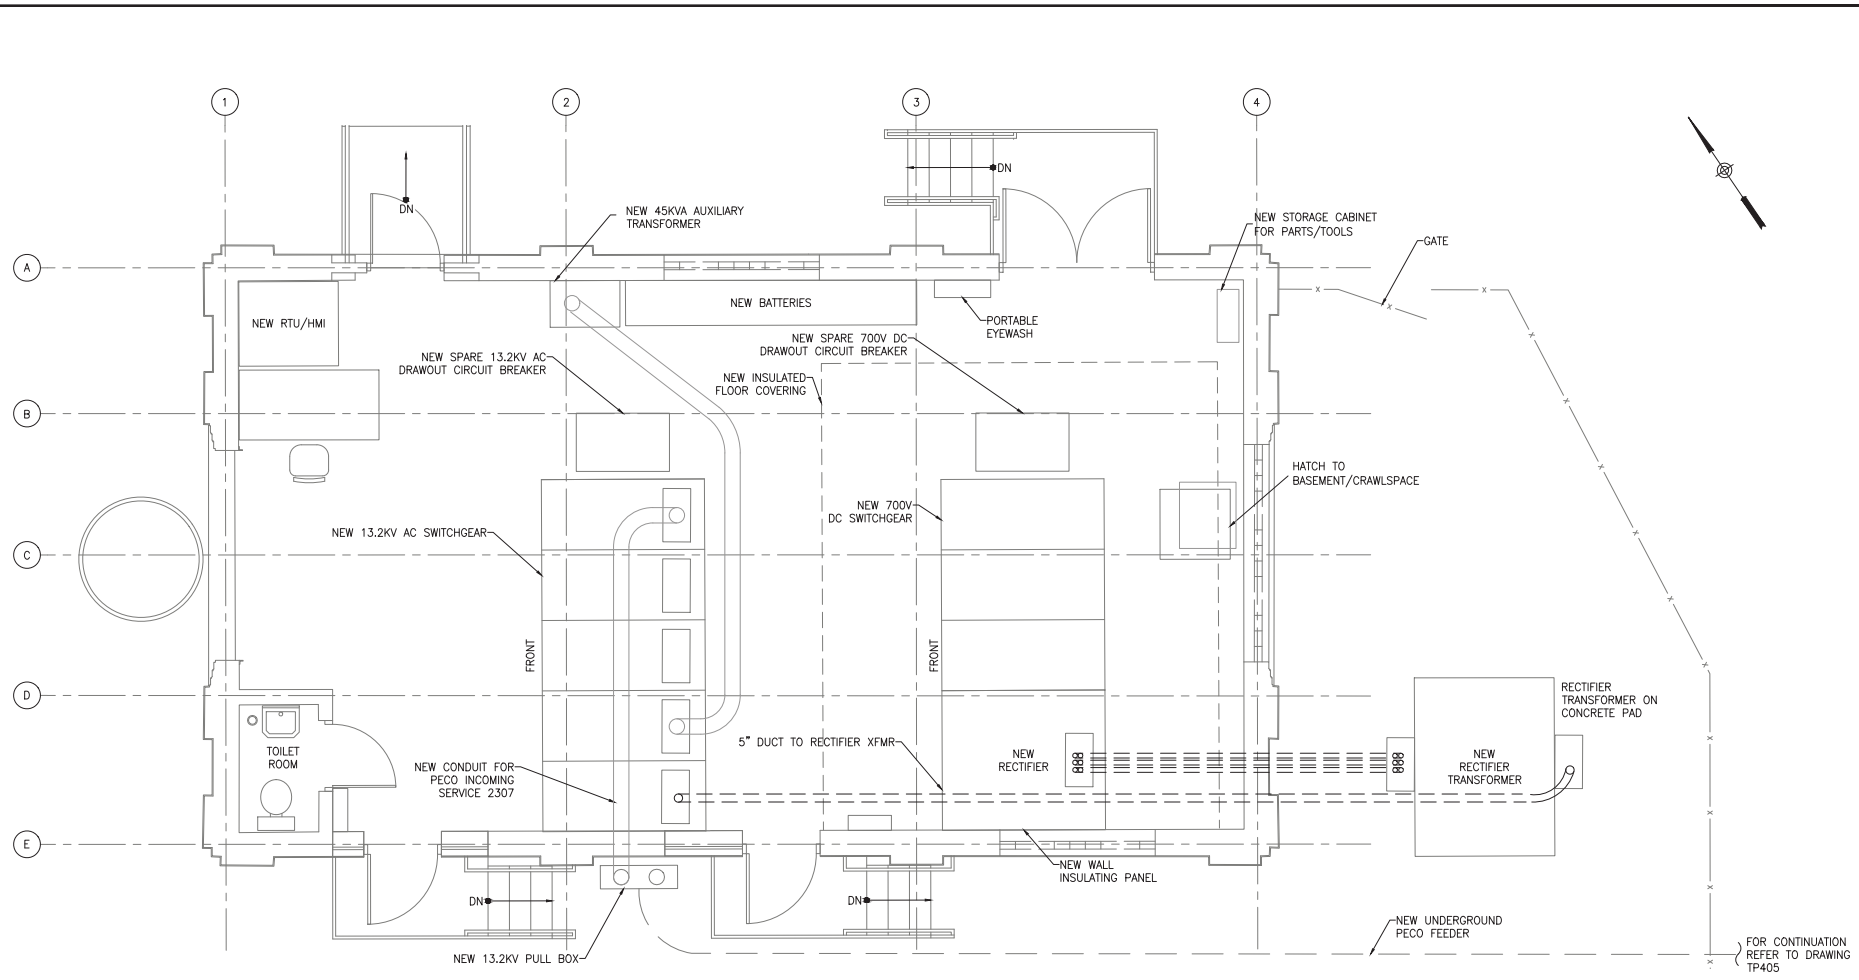 1
2
3
4
DN
DN
NEW 45KVA AUXILIARY
TRANSFORMER
NEW STORAGE CABINET
FOR PARTS/TOOLS
GATE
A
NEW RTU/HMI
NEW BATTERIES
PORTABLE
EYEWASH
NEW SPARE 13.2KV AC
DRAWOUT CIRCUIT BREAKER
NEW SPARE 700V DC
DRAWOUT CIRCUIT BREAKER
NEW INSULATED
FLOOR COVERING
B
HATCH TO
BASEMENT/CRAWLSPACE
NEW 13.2KV AC SWITCHGEAR
NEW 700V
DC SWITCHGEAR
C
FRONT
FRONT
D
RECTIFIER
TRANSFORMER ON
CONCRETE PAD
TOILET
ROOM
5" DUCT TO RECTIFIER XFMR
NEW
RECTIFIER
NEW
RECTIFIER
TRANSFORMER
NEW CONDUIT FOR
PECO INCOMING
SERVICE 2307
E
NEW WALL
INSULATING PANEL
DN
DN
NEW 13.2KV PULL BOX
NEW UNDERGROUND
PECO FEEDER
FOR CONTINUATION
REFER TO DRAWING
TP405